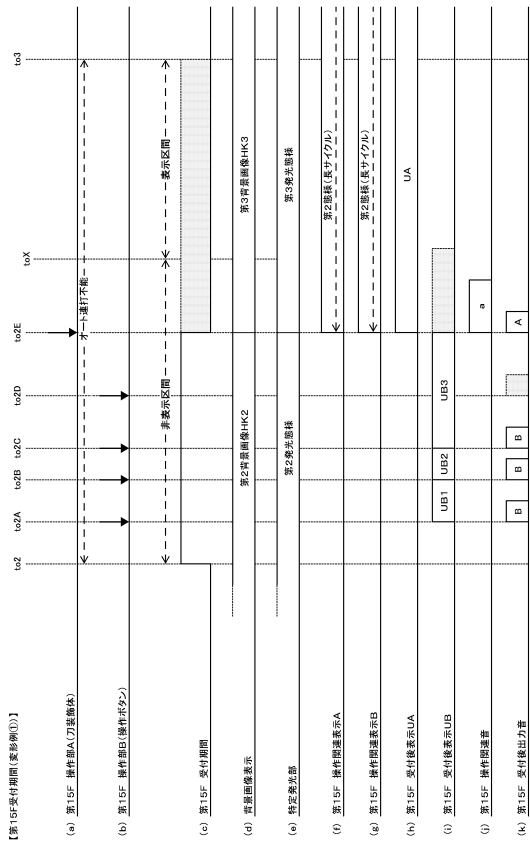 【第15F受付期間(変形例①)】
to2
to2A
to2B
to2C
to2D
to2E
toX
to3
(a) 第15F 操作部A(刀装飾体)
オート連打不能
(b) 第15F 操作部B(操作ボタン)
非表示区間
表示区間
(c) 第15F 受付期間
(d) 背景画像表示
第2背景画像HK2
第3背景画像HK3
(e) 特定発光部
第2発光態様
第3発光態様
(f) 第15F 操作関連表示A
第2態様(長サイクル)
(g) 第15F 操作関連表示B
第2態様(長サイクル)
(h) 第15F 受付後表示UA
UA
(i) 第15F 受付後表示UB
UB1
UB2
UB3
(j) 第15F 操作関連音
a
(k) 第15F 受付後出力音
B
B
B
A